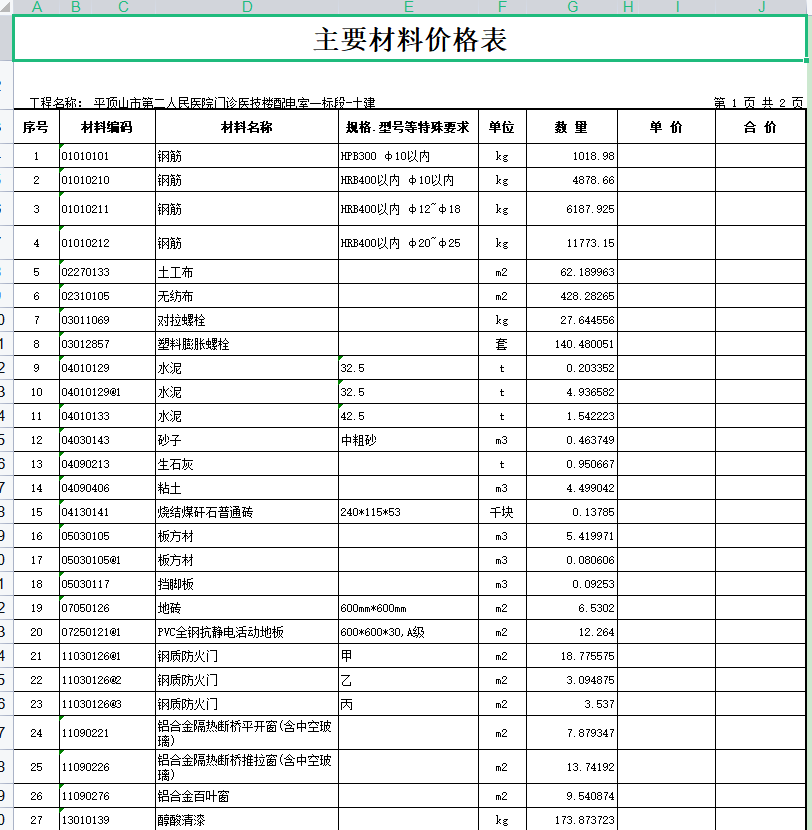 A B C D E F G H I J
主要材料价格表
工程名称： 平顶山市第二人民医院门诊医技楼配电室一标段-土建 第 1 页 共 2 页
序号 材料编码 材料名称 规格.型号等特殊要求 单位 数 量 单 价 合 价
1 01010101 钢筋 HPB300 φ10以内 kg 1018.98
2 01010210 钢筋 HRB400以内 φ10以内 kg 4878.66
3 01010211 钢筋 HRB400以内 φ12~φ18 kg 6187.925
4 01010212 钢筋 HRB400以内 φ20~φ25 kg 11773.15
5 02270133 土工布 m2 62.189963
6 02310105 无纺布 m2 428.28265
7 03011069 对拉螺栓 kg 27.644556
8 03012857 塑料膨胀螺栓 套 140.480051
9 04010129 水泥 32.5 t 0.203352
10 04010129@1 水泥 32.5 t 4.936582
11 04010133 水泥 42.5 t 1.542223
12 04030143 砂子 中粗砂 m3 0.463749
13 04090213 生石灰 t 0.950667
14 04090406 粘土 m3 4.499042
15 04130141 烧结煤矸石普通砖 240*115*53 千块 0.13785
16 05030105 板方材 m3 5.419971
17 05030105@1 板方材 m3 0.080606
18 05030117 挡脚板 m3 0.09253
19 07050126 地砖 600mm*600mm m2 6.5302
20 07250121@1 PVC全钢抗静电活动地板 600*600*30,A级 m2 12.264
21 11030126@1 钢质防火门 甲 m2 18.775575
22 11030126@2 钢质防火门 乙 m2 3.094875
23 11030126@3 钢质防火门 丙 m2 3.537
24 11090221 铝合金隔热断桥平开窗(含中空玻 m2 7.879347
璃)
25 11090226 铝合金隔热断桥推拉窗(含中空玻 m2 13.74192
璃)
26 11090276 铝合金百叶窗 m2 9.540874
27 13010139 醇酸清漆 kg 173.873723